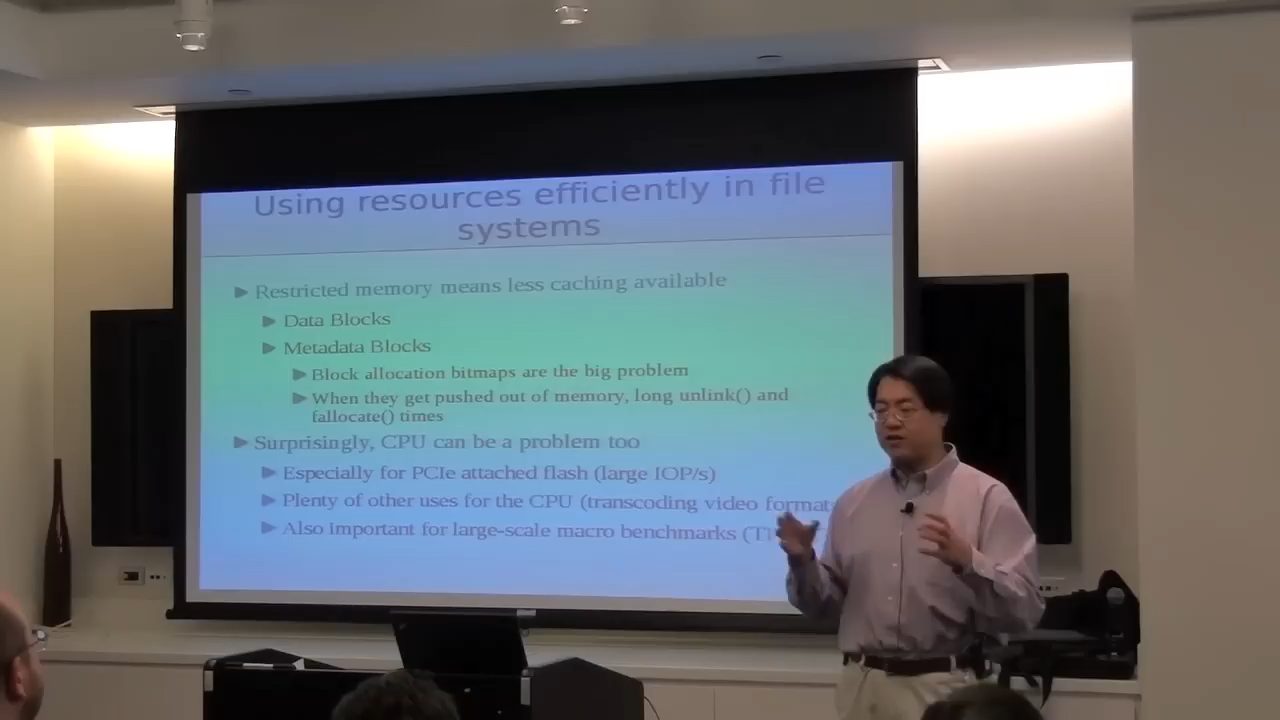 Using resources efficiently in file
systems
Restricted memory means less caching available
Data Blocks
Metadata Blocks
Block allocation bitmaps are the big problem
When they get pushed out of memory, long unlink() and
fallocate() times
Surprisingly, CPU can be a problem too
Especially for PCIe attached flash (large IOP/s)
Plenty of other uses for the CPU (transcoding video format
Also important for large-scale macro benchmarks (T